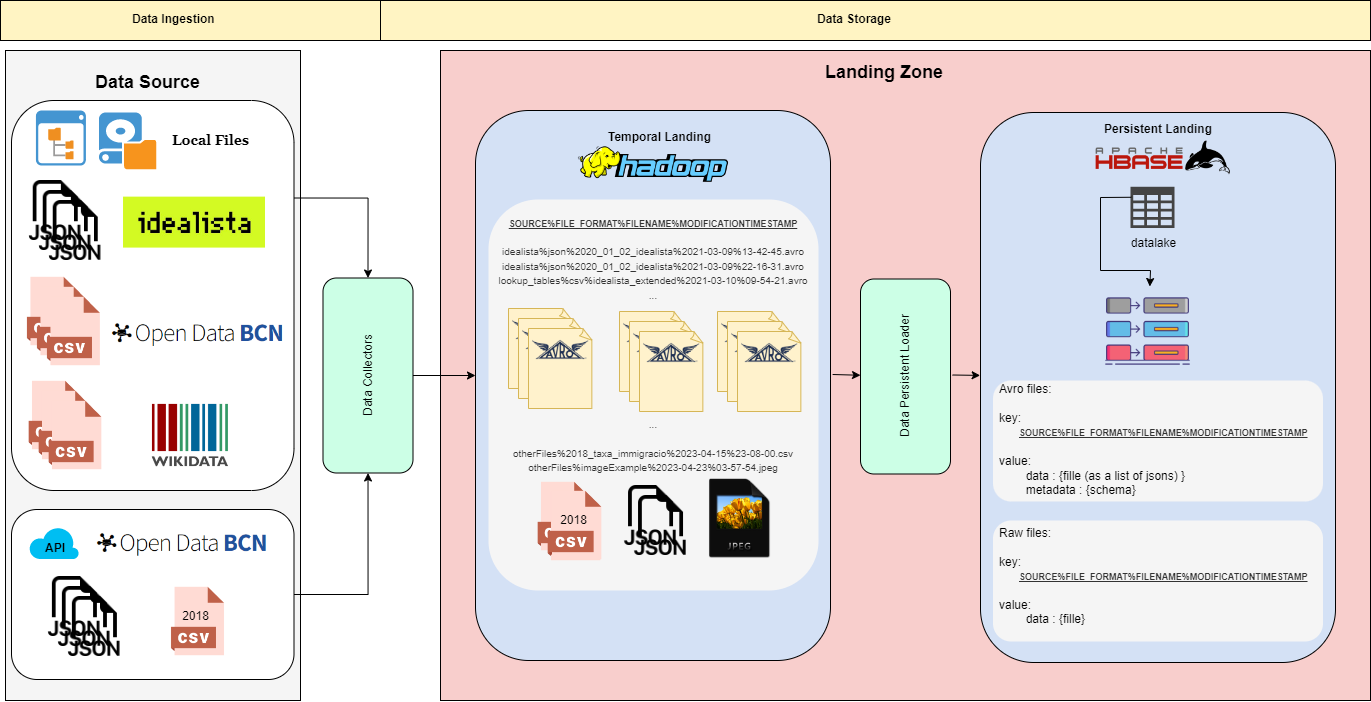 Data Ingestion
Data Storage
Data Source
Local Files
JSON
JSON
idealista
CSV
Open Data BCN
CSV
WIKIDATA
API
Open Data BCN
JSON
JSON
JSON
2018
CSV
Data Collectors
Landing Zone
Temporal Landing
hadoop
SOURCE%FILE_FORMAT%FILENAME%MODIFICATIONTIMESTAMP
idealista%json%2020_01_02_idealista%2021-03-09%13-42-45.avro
idealista%json%2020_01_02_idealista%2021-03-09%22-16-31.avro
lookup_tables%csv%idealista_extended%2021-03-10%09-54-21.avro
...
AVRO
AVRO
AVRO
...
otherFiles%2018_taxa_immigracio%2023-04-15%23-08-00.csv
otherFiles%imageExample%2023-04-23%03-57-54.jpeg
2018
CSV
JSON
JSON
JPEG
Data Persistent Loader
Persistent Landing
APACHE
HBASE
datalake
Avro files:
key:
SOURCE%FILE_FORMAT%FILENAME%MODIFICATIONTIMESTAMP
value:
data : {fille (as a list of jsons) }
metadata : {schema}
Raw files:
key:
SOURCE%FILE_FORMAT%FILENAME%MODIFICATIONTIMESTAMP
value:
data : {fille}